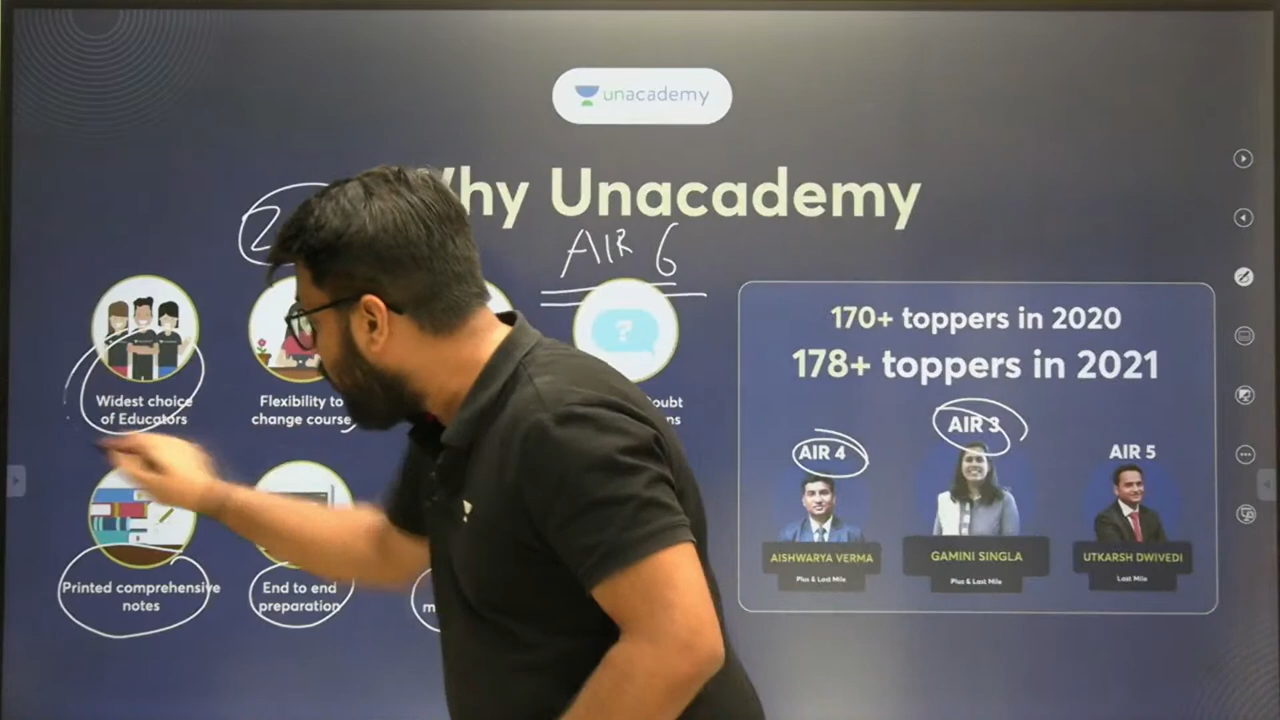 unacademy
Why Unacademy
2
AIR 6
Widest choice
of Educators
Flexibility to
change course
Printed comprehensive
notes
End to end
preparation
170+ toppers in 2020
178+ toppers in 2021
AIR 4
AIR 3
AIR 5
AISHWARYA VERMA
Plus & Last Mile
GAMINI SINGLA
Plus & Last Mile
UTKARSH DWIVEDI
Last Mile